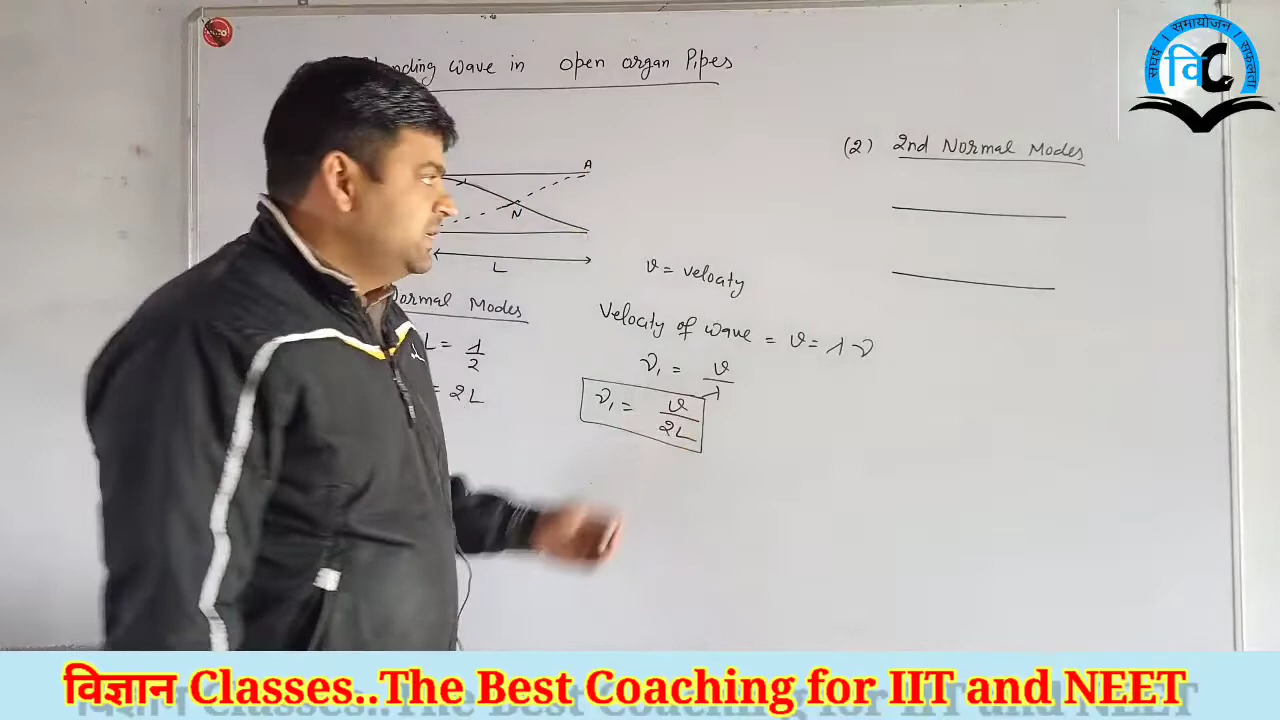 nding wave in open organ Pipes
A
N
L
ormal Modes
L = λ/2
= 2L
v = velocity
Velocity of wave = v = λ ν
ν₁ = v/λ
ν₁ = v/2L
(2) 2nd Normal Modes
संघर्ष । समायोजन । सफलता
विC
विज्ञान Classes..The Best Coaching for IIT and NEET